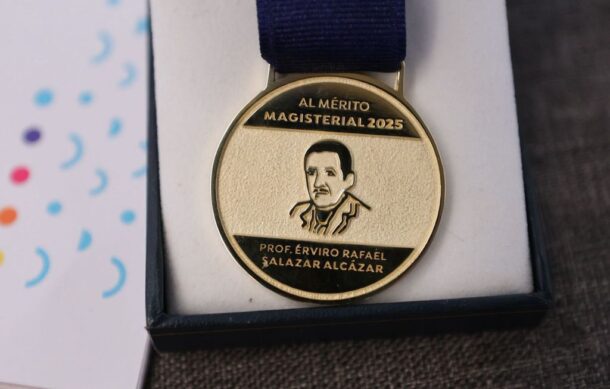 AL MÉRITO
MAGISTERIAL 2025
PROF. ÉRVIRO RAFAEL
SALAZAR ALCÁZAR